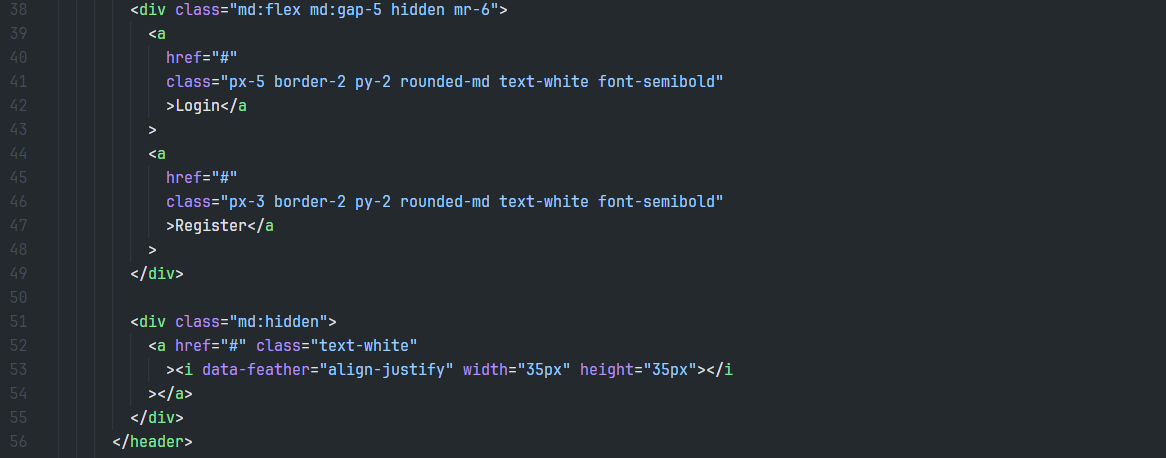 38 <div class="md:flex md:gap-5 hidden mr-6">
39 <a
40 href="#"
41 class="px-5 border-2 py-2 rounded-md text-white font-semibold"
42 >Login</a
43 >
44 <a
45 href="#"
46 class="px-3 border-2 py-2 rounded-md text-white font-semibold"
47 >Register</a
48 >
49 </div>
50
51 <div class="md:hidden">
52 <a href="#" class="text-white"
53 ><i data-feather="align-justify" width="35px" height="35px"></i
54 ></a>
55 </div>
56 </header>